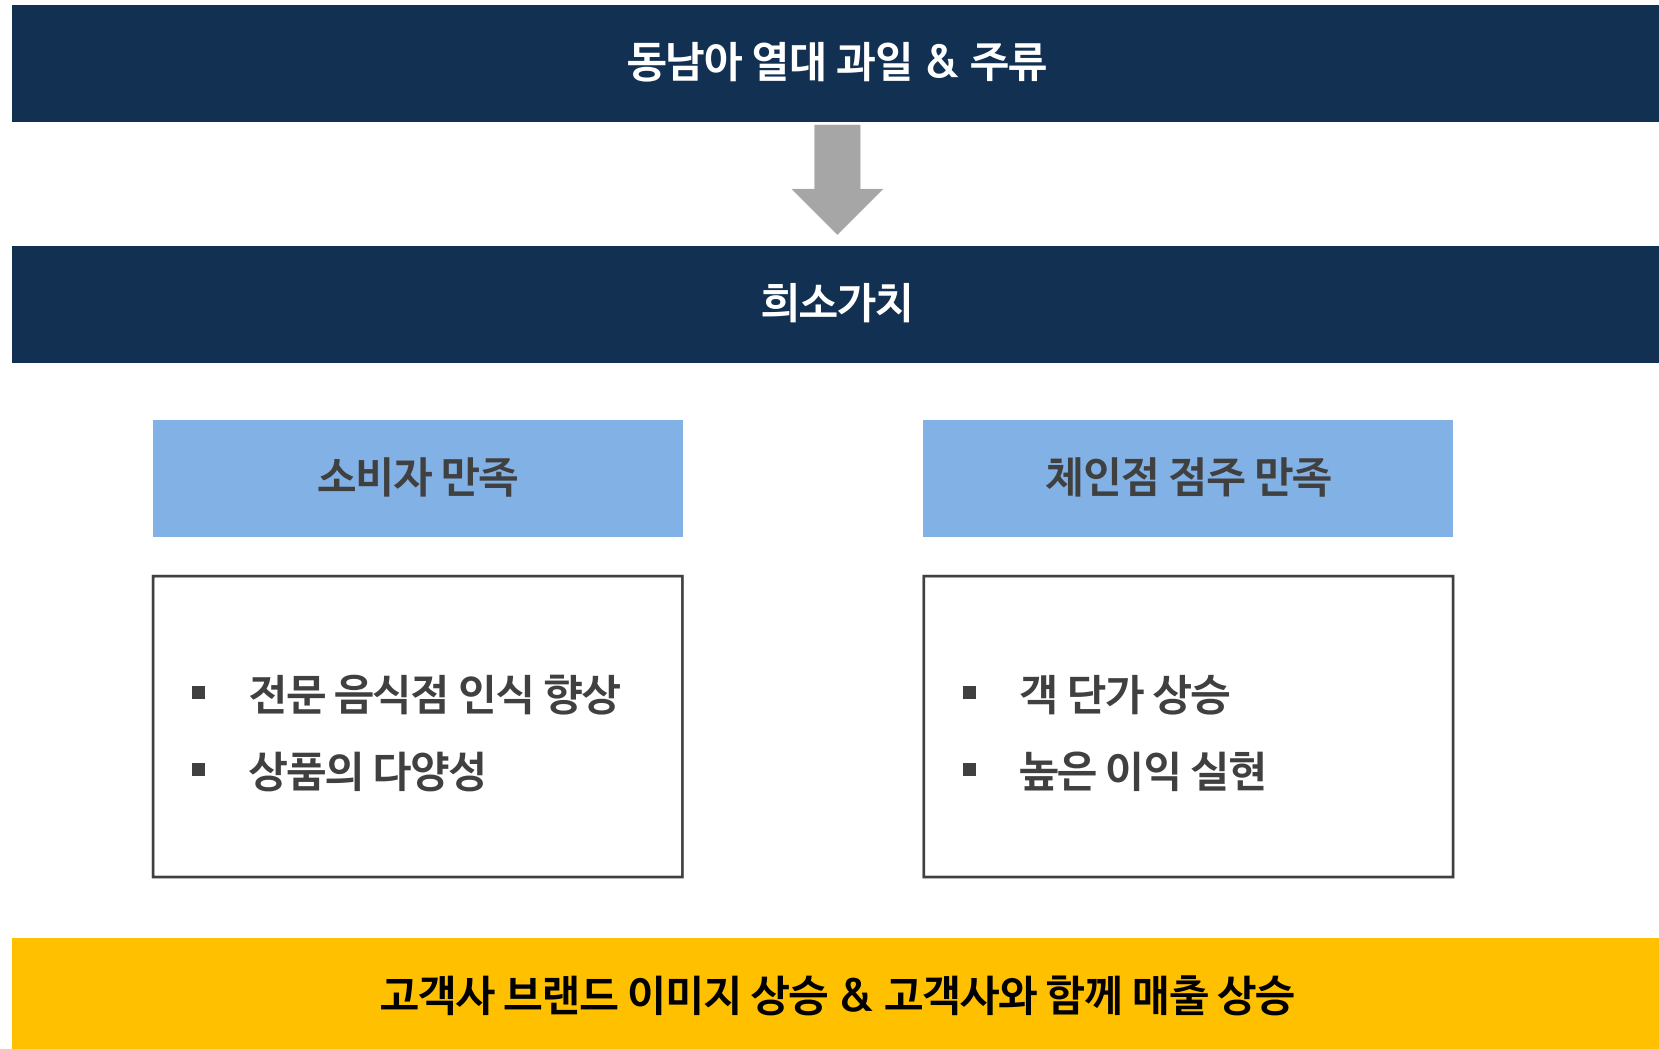 동남아 열대 과일 & 주류
희소가치
소비자 만족
체인점 점주 만족
▪ 전문 음식점 인식 향상
▪ 상품의 다양성
▪ 객 단가 상승
▪ 높은 이익 실현
고객사 브랜드 이미지 상승 & 고객사와 함께 매출 상승